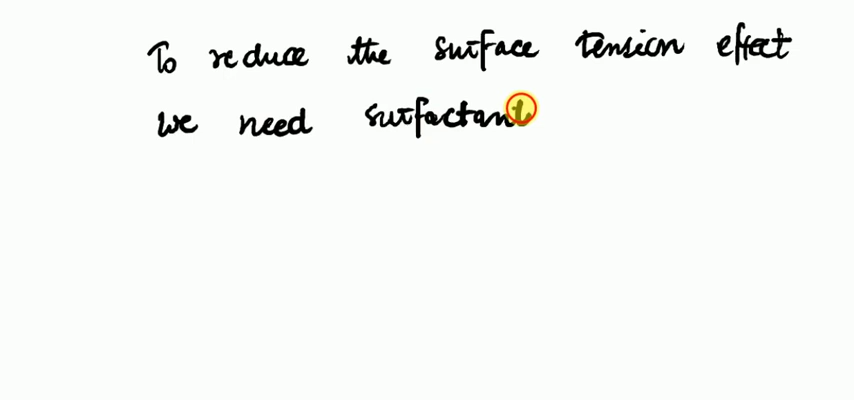 To reduce the surface tension effect
we need surfactant